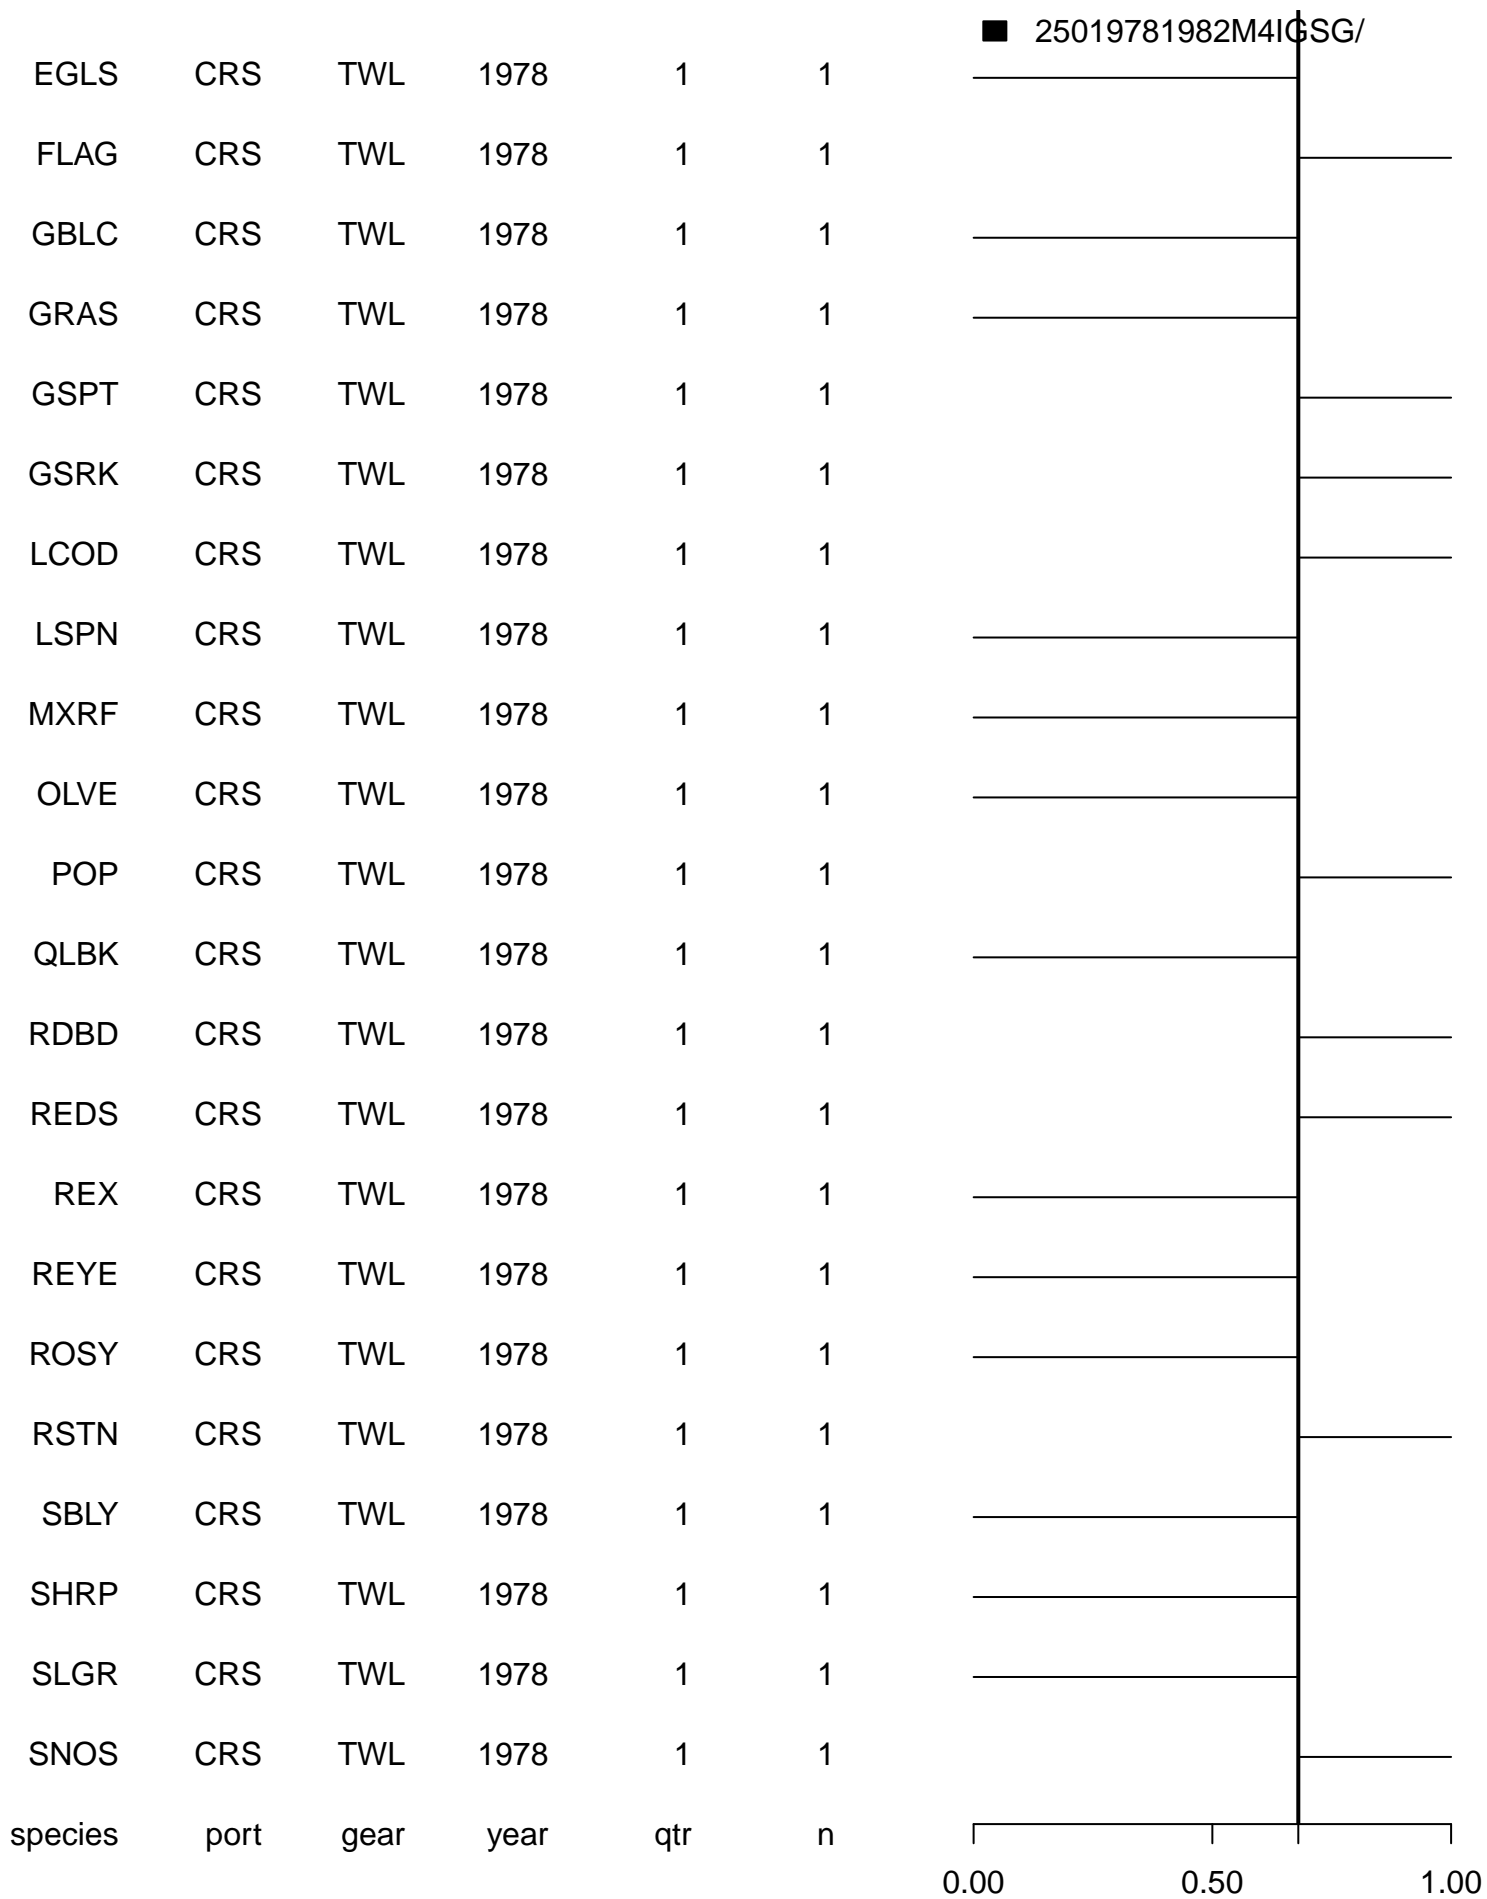 25019781982M4IGSG/
EGLS CRS TWL 1978 1 1
FLAG CRS TWL 1978 1 1
GBLC CRS TWL 1978 1 1
GRAS CRS TWL 1978 1 1
GSPT CRS TWL 1978 1 1
GSRK CRS TWL 1978 1 1
LCOD CRS TWL 1978 1 1
LSPN CRS TWL 1978 1 1
MXRF CRS TWL 1978 1 1
OLVE CRS TWL 1978 1 1
POP CRS TWL 1978 1 1
QLBK CRS TWL 1978 1 1
RDBD CRS TWL 1978 1 1
REDS CRS TWL 1978 1 1
REX CRS TWL 1978 1 1
REYE CRS TWL 1978 1 1
ROSY CRS TWL 1978 1 1
RSTN CRS TWL 1978 1 1
SBLY CRS TWL 1978 1 1
SHRP CRS TWL 1978 1 1
SLGR CRS TWL 1978 1 1
SNOS CRS TWL 1978 1 1
species port gear year qtr n
0.00 0.50 1.00